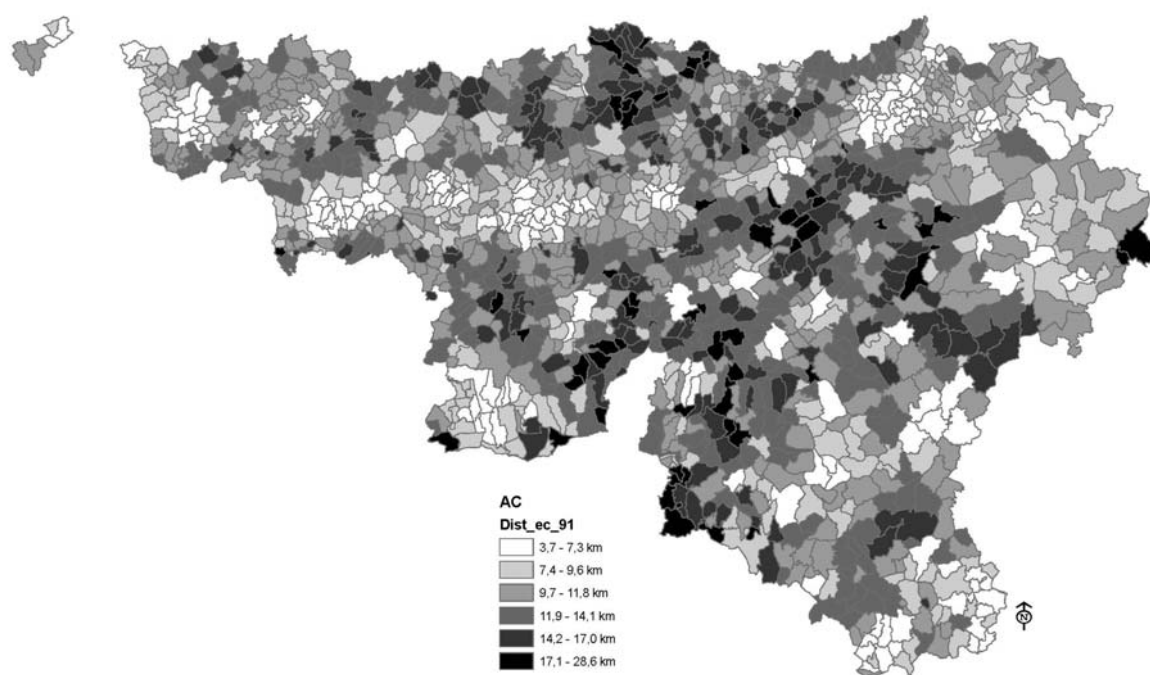 AC
Dist_ec_91
3,7 - 7,3 km
7,4 - 9,6 km
9,7 - 11,8 km
11,9 - 14,1 km
14,2 - 17,0 km
17,1 - 28,6 km
N